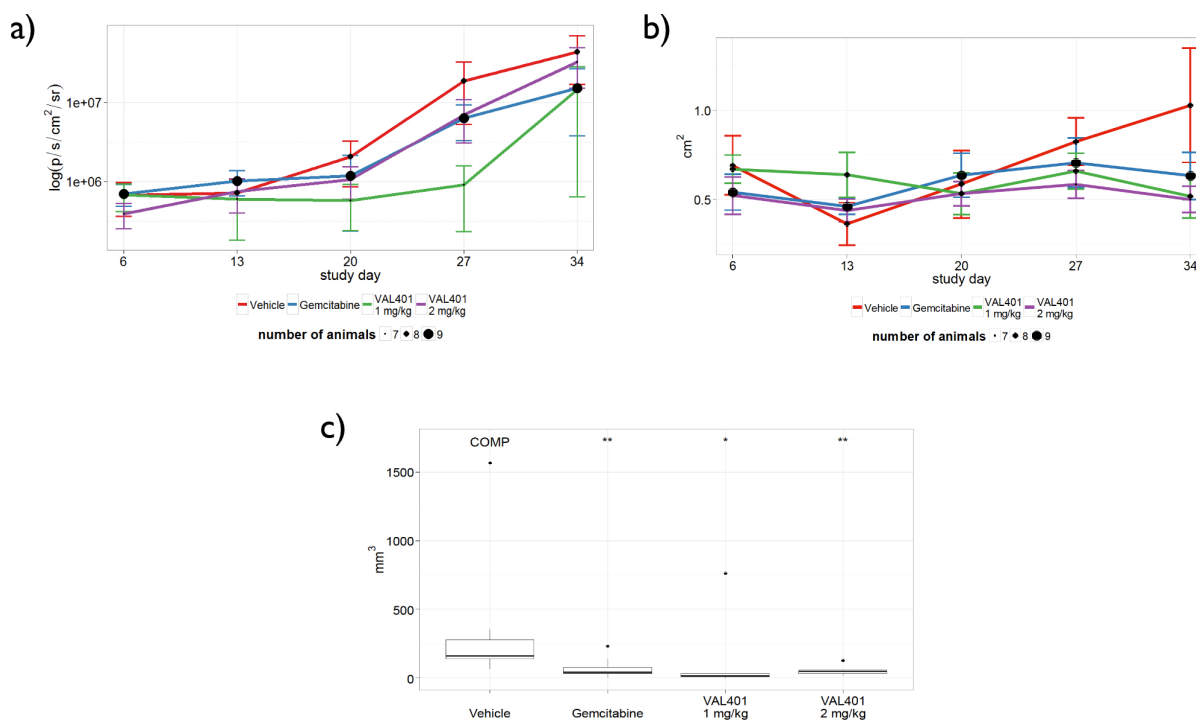 a)
log(p / s / cm² / sr)
1e+07
1e+06
6 13 20 27 34
study day
Vehicle Gemcitabine VAL401 1 mg/kg VAL401 2 mg/kg
number of animals 7 8 9
b)
cm²
1.0
0.5
6 13 20 27 34
study day
Vehicle Gemcitabine VAL401 1 mg/kg VAL401 2 mg/kg
number of animals 7 8 9
c)
COMP ** * **
mm³
1500
1000
500
0
Vehicle Gemcitabine VAL401 1 mg/kg VAL401 2 mg/kg